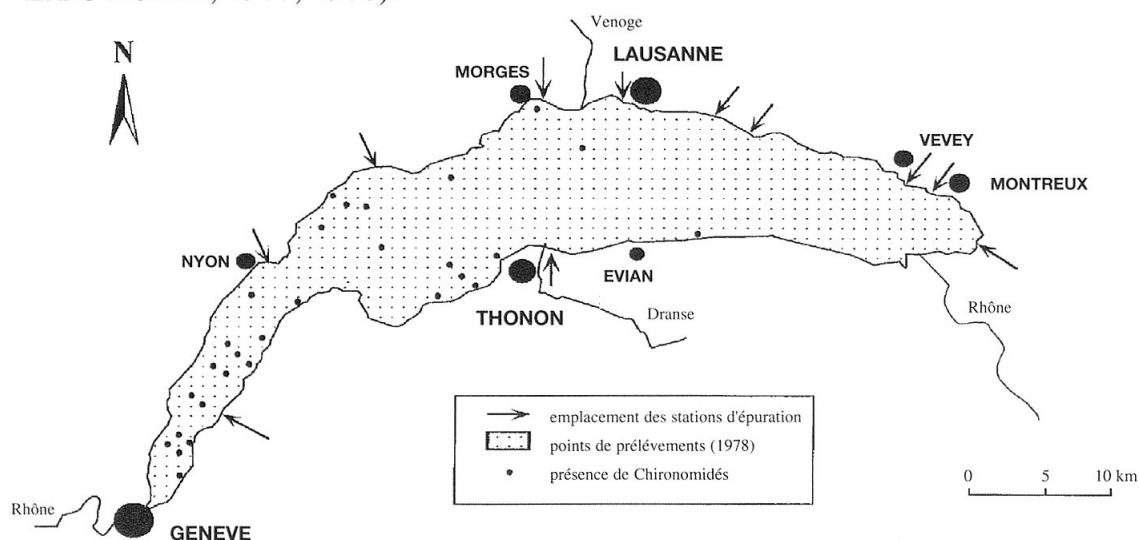 N
Venoge
LAUSANNE
MORGES
VEVEY
MONTREUX
NYON
EVIAN
THONON
Dranse
Rhône
emplacement des stations d'épuration
points de prélévements (1978)
présence de Chironomidés
0 5 10 km
Rhône
GENEVE